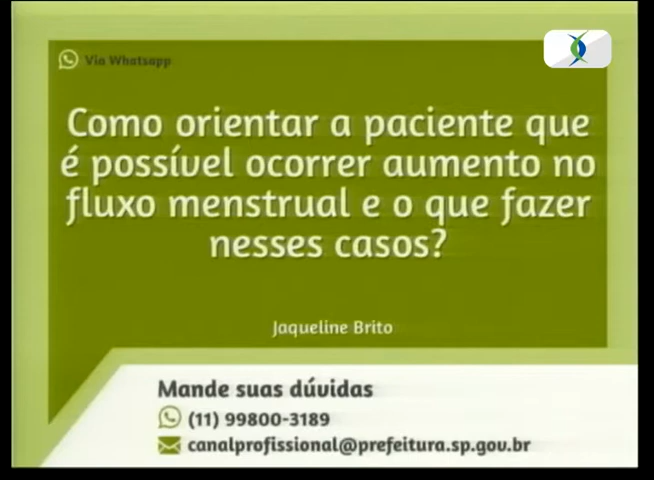 Via Whatsapp
Como orientar a paciente que
é possível ocorrer aumento no
fluxo menstrual e o que fazer
nesses casos?
Jaqueline Brito
Mande suas dúvidas
(11) 99800-3189
canalprofissional@prefeitura.sp.gov.br